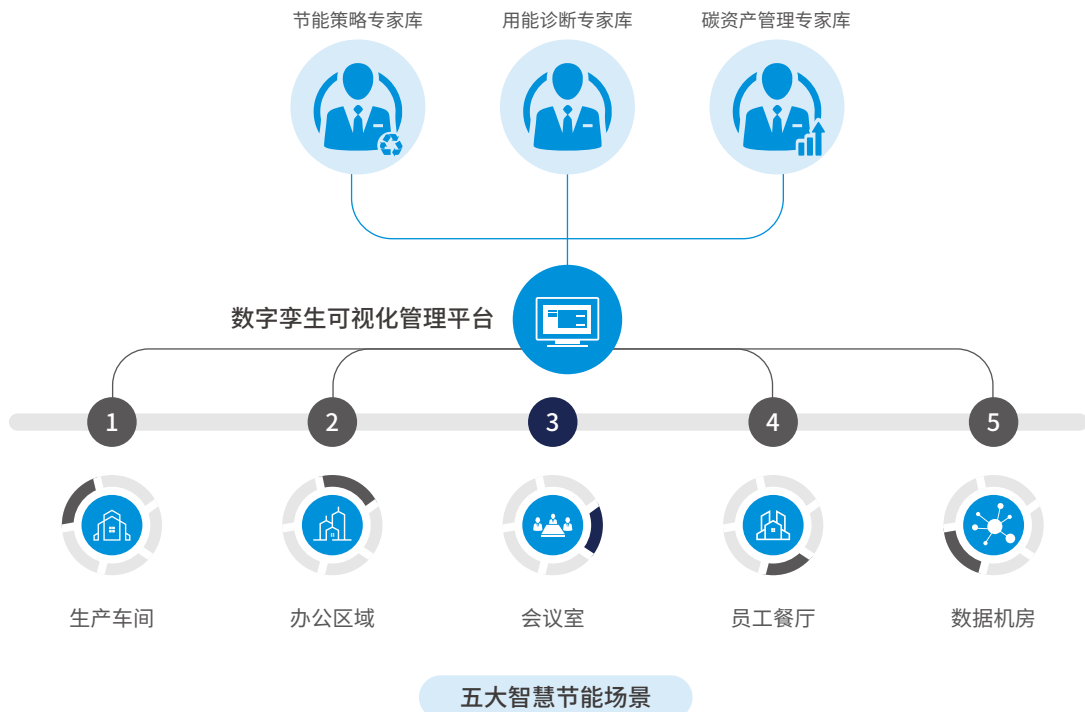 节能策略专家库
用能诊断专家库
碳资产管理专家库
数字孪生可视化管理平台
1
2
3
4
5
生产车间
办公区域
会议室
员工餐厅
数据机房
五大智慧节能场景